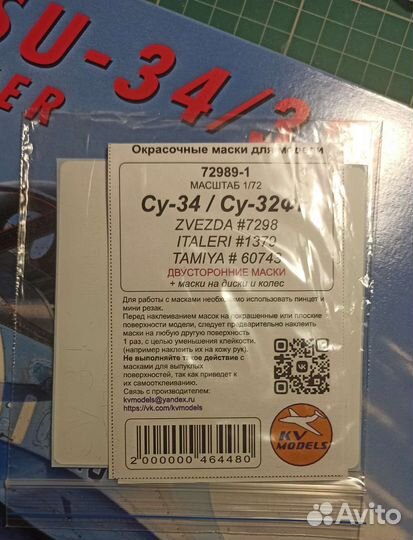 SU-34/3
ER
Окрасочные маски для модели
72989-1
МАСШТАБ 1/72
Су-34 / Су-32Ф
ZVEZDA #7298
ITALERI #1379
TAMIYA # 60743
ДВУСТОРОННИЕ МАСКИ
+ маски на диски и колес
Для работы с масками необходимо использовать пинцет и
мини резак.
Перед наклеиванием масок на окрашенные или плоские
поверхности модели, следует предварительно наклеить
маски на любую другую поверхность
1 раз, с целью уменьшения клейкости.
(например наклеить их на кожу рук).
Не выполняйте такое действие с
масками для выпуклых
поверхностей, так как приведет к
их самоотклеиванию.
Связь с производителем:
kvmodels@yandex.ru
https://vk.com/kvmodels
KV
MODELS
2 000000 464480
Avito